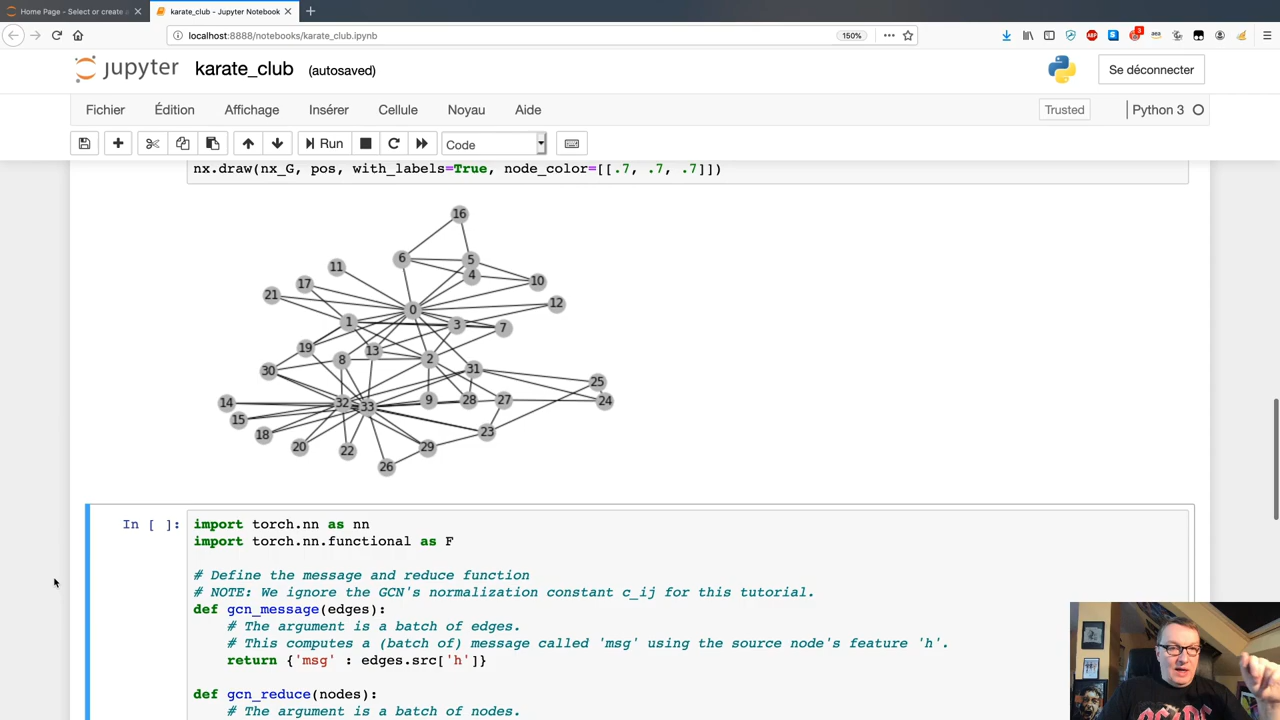 Home Page - Select or create a
karate_club - Jupyter Notebook
localhost:8888/notebooks/karate_club.ipynb
150%
jupyter karate_club (autosaved)
Se déconnecter
Fichier Édition Affichage Insérer Cellule Noyau Aide
Trusted
Python 3
Run
Code
nx.draw(nx_G, pos, with_labels=True, node_color=[[.7, .7, .7]])
16
6 5
11 4 10
17
21 12
0
1 3 7
19 13
8 2
30 31
25
14 32 33 9 28 27 24
15
18 23
20 22 29
26
In [ ]:
import torch.nn as nn
import torch.nn.functional as F
# Define the message and reduce function
# NOTE: We ignore the GCN's normalization constant c_ij for this tutorial.
def gcn_message(edges):
# The argument is a batch of edges.
# This computes a (batch of) message called 'msg' using the source node's feature 'h'.
return {'msg' : edges.src['h']}
def gcn_reduce(nodes):
# The argument is a batch of nodes.